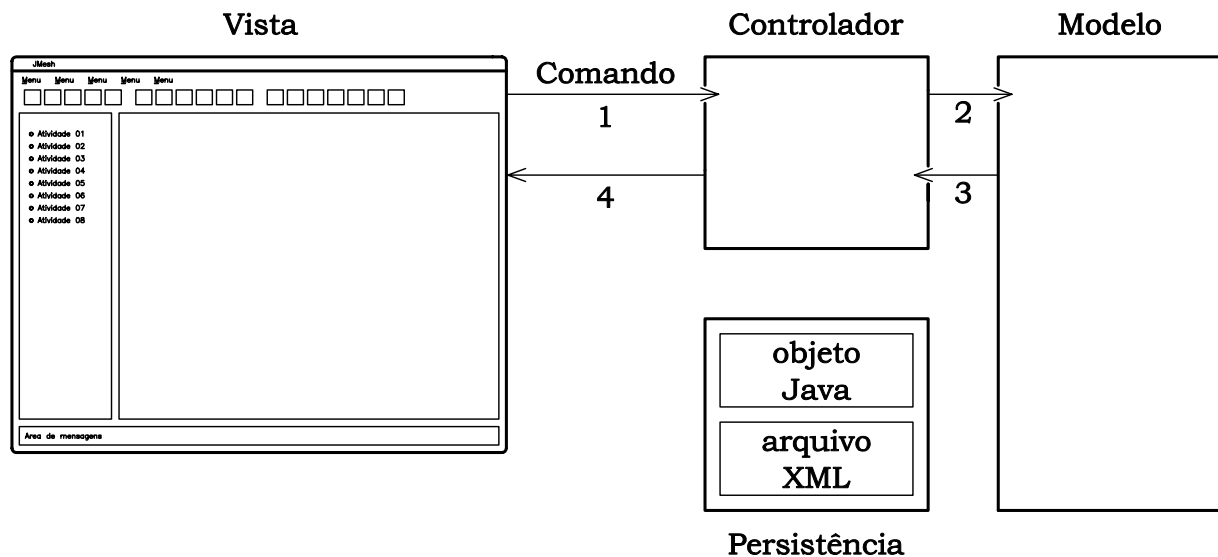 Vista
Controlador
Modelo
JMesh
Menu Menu Menu Menu Menu
Comando
1
2
Atividade 01
Atividade 02
Atividade 03
Atividade 04
Atividade 05
Atividade 06
Atividade 07
Atividade 08
4
3
objeto
Java
arquivo
XML
Area de mensagens
Persistência